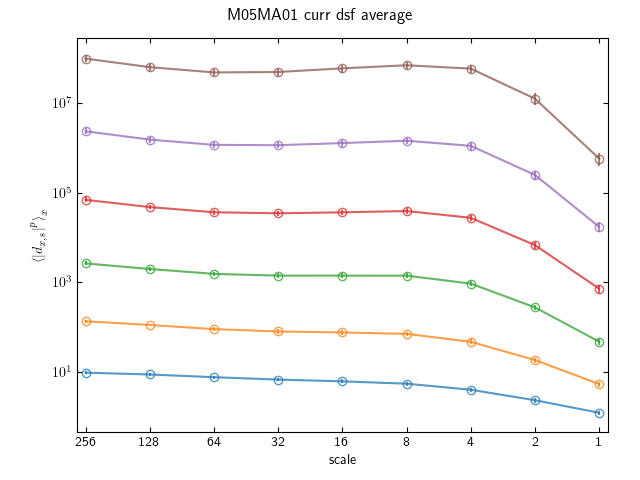 M05MA01 curr dsf average
10^7
10^5
10^3
10^1
⟨|d_{x,s}|^p⟩_x
256 128 64 32 16 8 4 2 1
scale